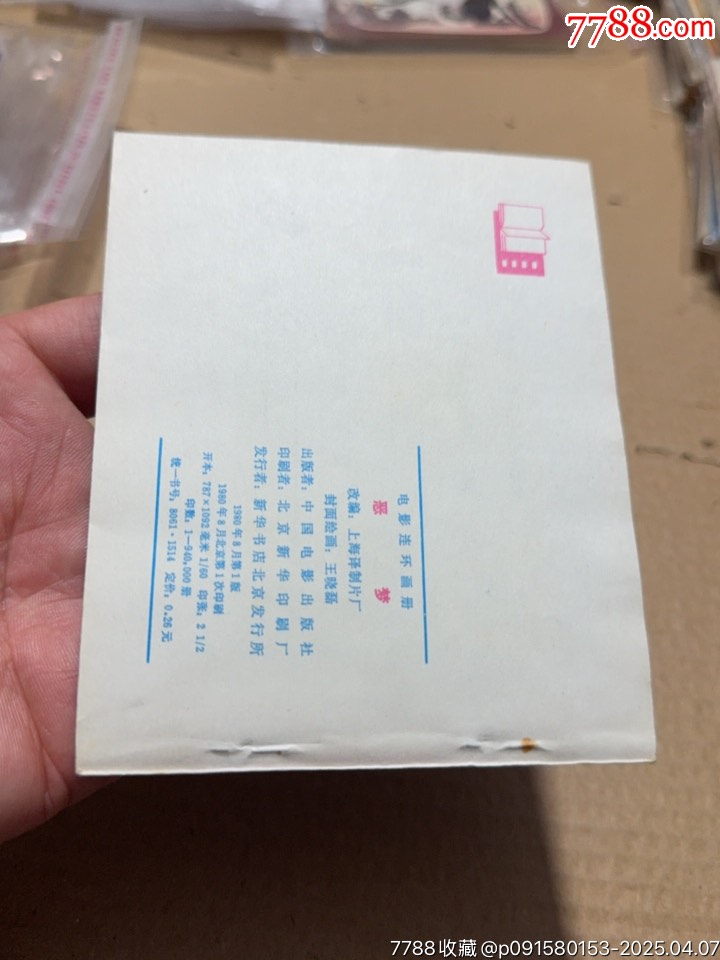 7788.com
电影连环画册
恶梦
改编：上海译制片厂
封面绘画：王晓磊
出版者：中国电影出版社
印刷者：北京新华印刷厂
发行者：新华书店北京发行所
1980年8月第1版
1980年8月北京第1次印刷
开本：787×1092毫米 1/60 印张：2 1/2
印数：1—940,000册
统一书号：8061·1514 定价：0.26元
7788收藏@p091580153-2025.04.07